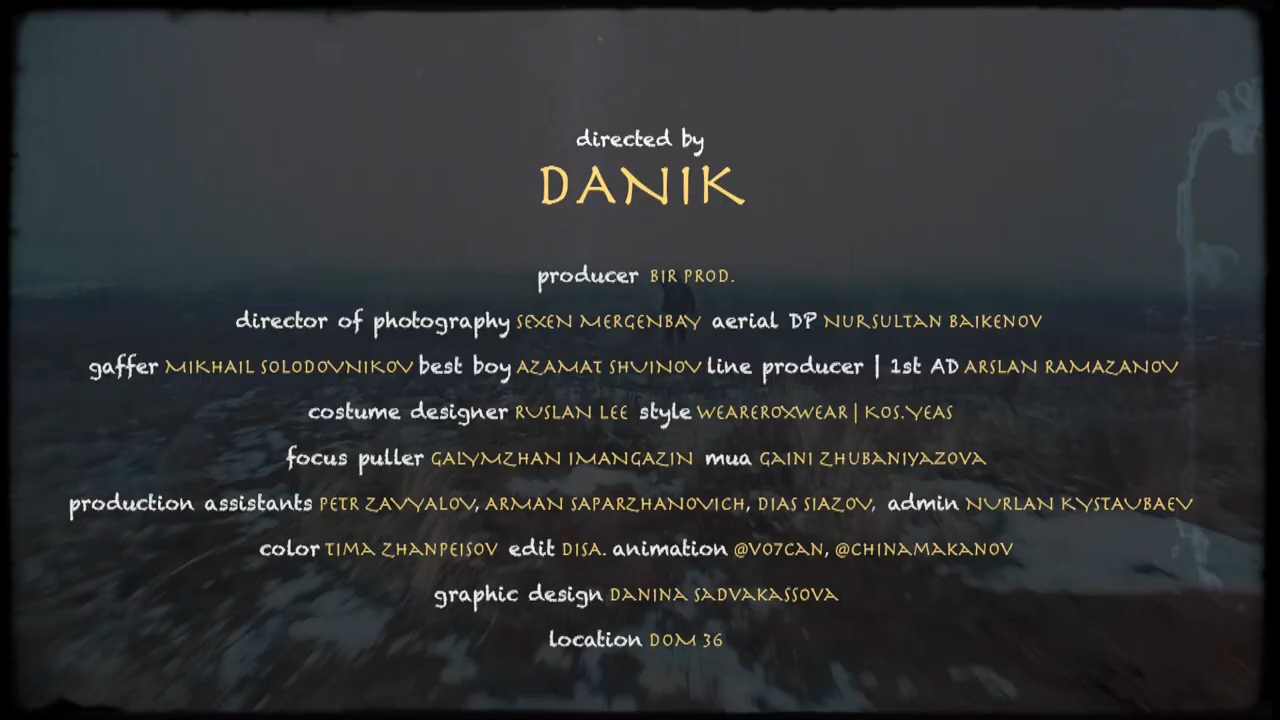 directed by
DANIK
producer BIR PROD.
director of photography SEXEN MERGENBAY aerial DP NURSULTAN BAIKENOV
gaffer MIKHAIL SOLODOVNIKOV best boy AZAMAT SHUINOV line producer | 1st AD ARSLAN RAMAZANOV
costume designer RUSLAN LEE style WEAREROXWEAR | KOS.YEAS
focus puller GALYMZHAN IMANGAZIN mua GAINI ZHUBANIYAZOVA
production assistants PETR ZAVYALOV, ARMAN SAPARZHANOVICH, DIAS SIAZOV, admin NURLAN KYSTAUBAEV
color TIMA ZHANPEISOV edit DISA. animation @VO7CAN, @CHINAMAKANOV
graphic design DANINA SADVAKASSOVA
location DOM 36